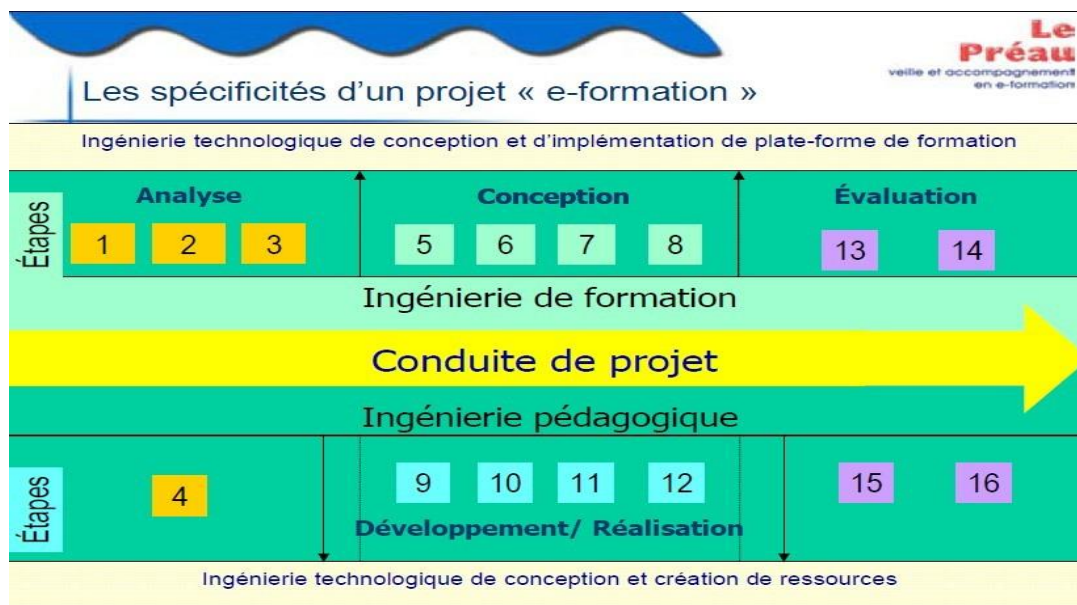 Le
Préau
veille et accompagnement
en e-formation
Les spécificités d'un projet « e-formation »
Ingénierie technologique de conception et d'implémentation de plate-forme de formation
Étapes
Analyse
Conception
Évaluation
1 2 3 5 6 7 8 13 14
Ingénierie de formation
Conduite de projet
Ingénierie pédagogique
Étapes
4 9 10 11 12 15 16
Développement/ Réalisation
Ingénierie technologique de conception et création de ressources